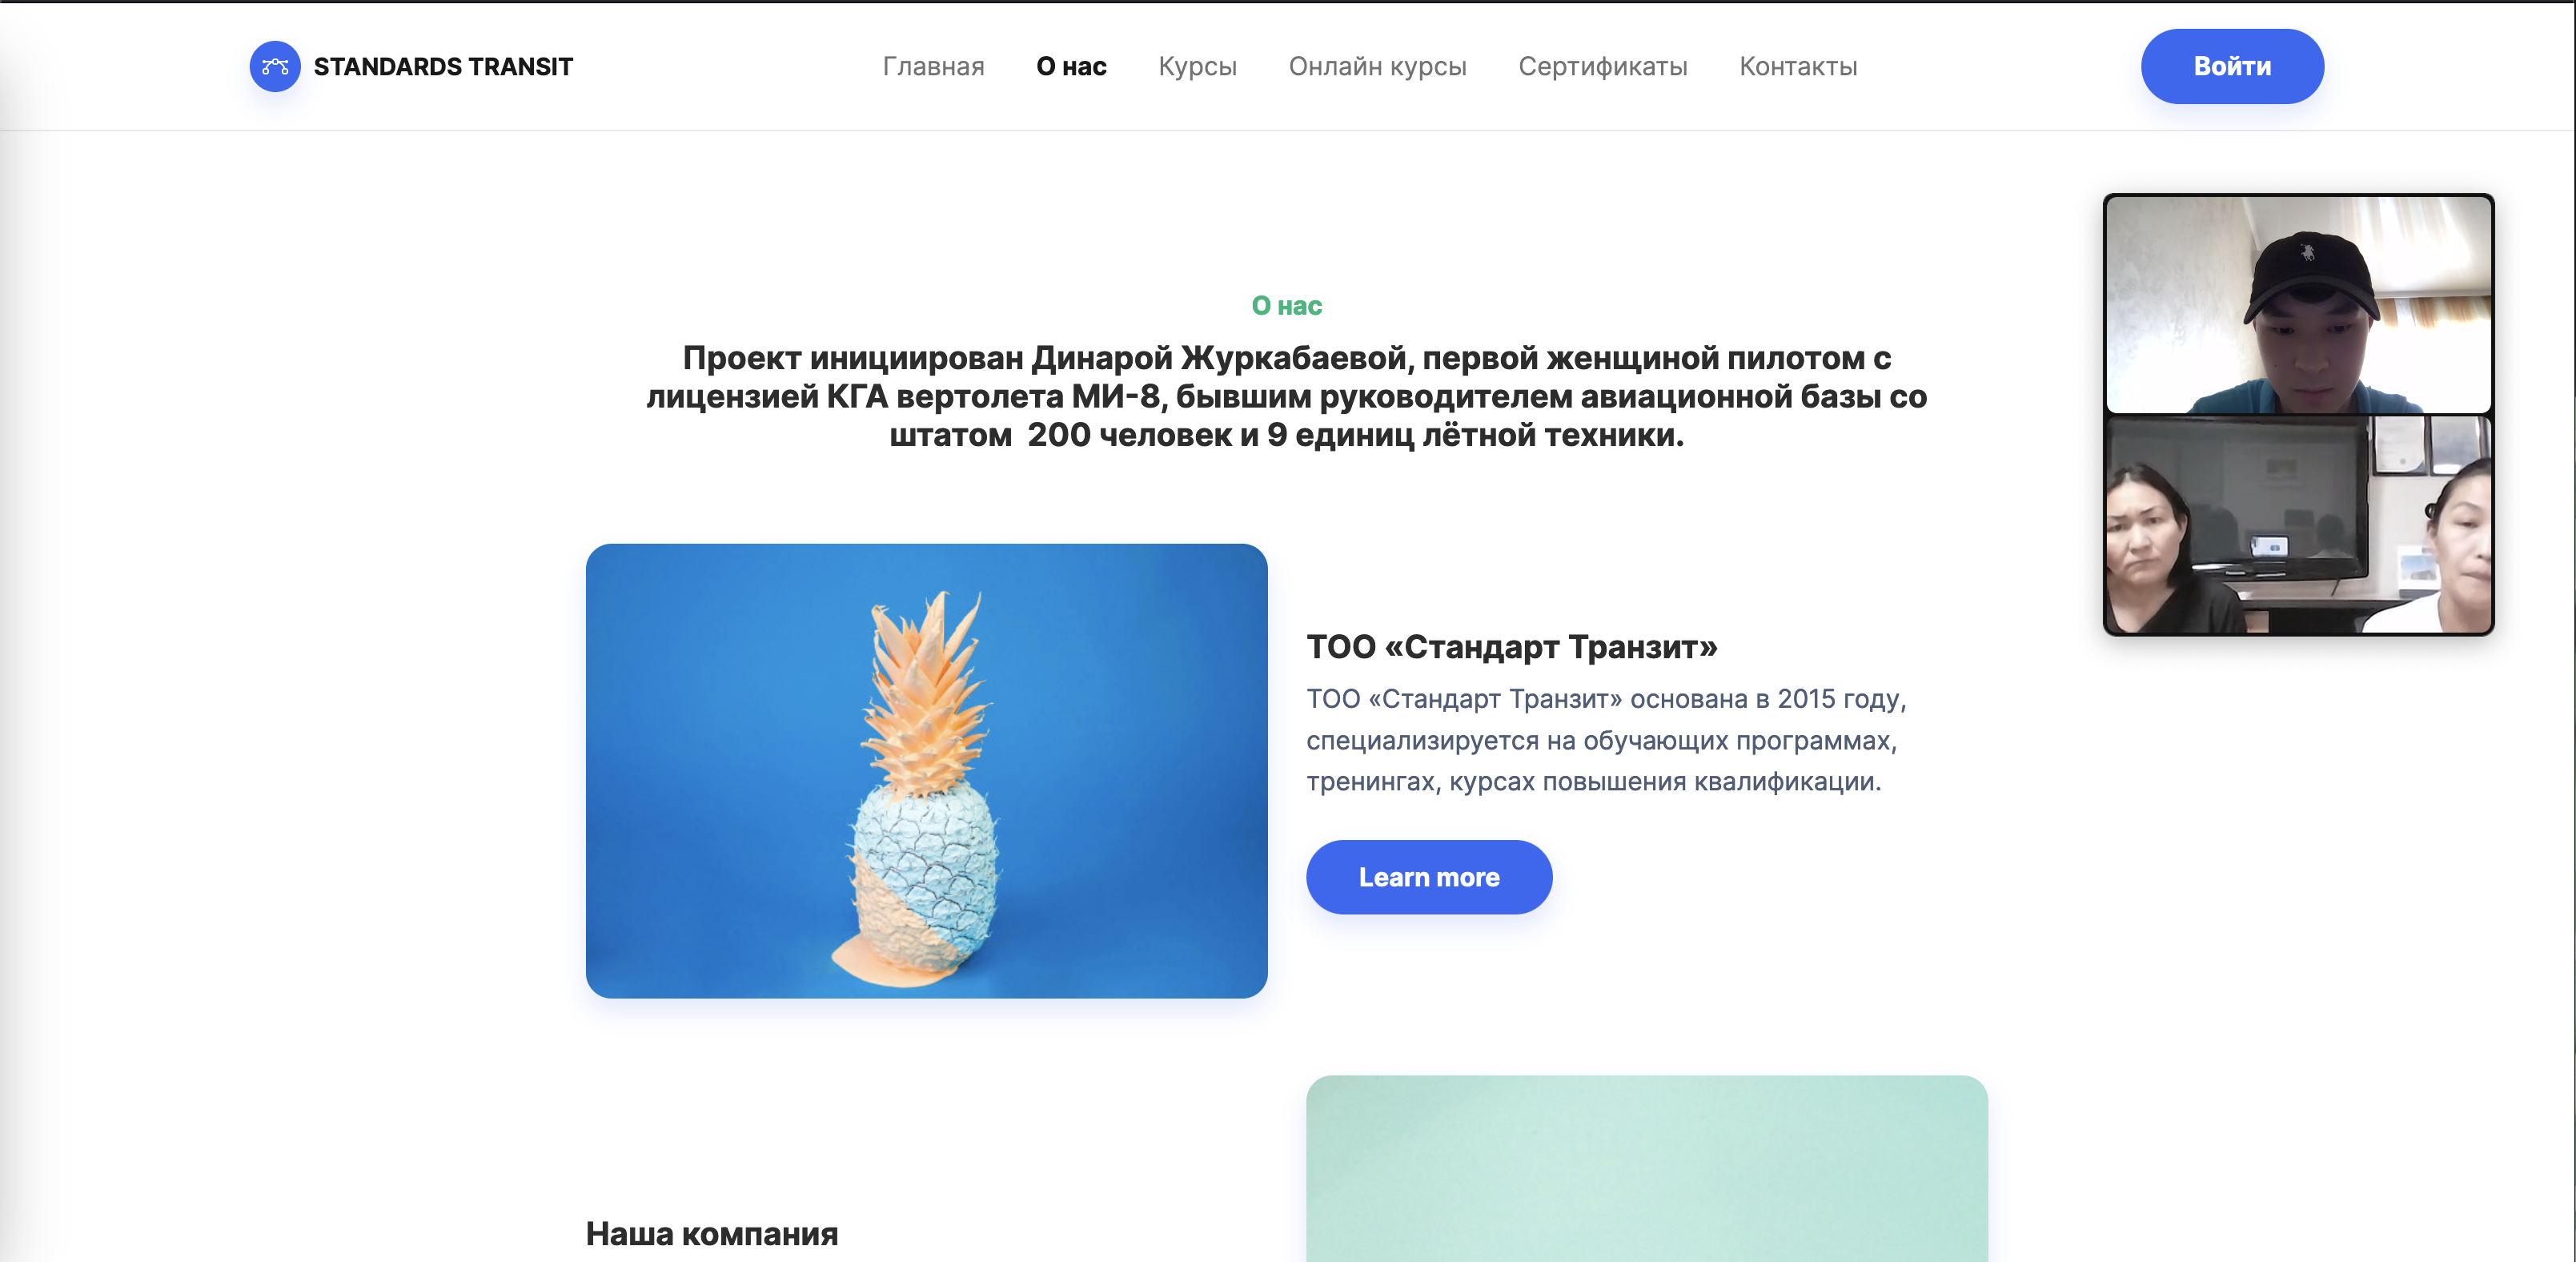 STANDARDS TRANSIT
Главная
О нас
Курсы
Онлайн курсы
Сертификаты
Контакты
Войти
О нас
Проект инициирован Динарой Журкабаевой, первой женщиной пилотом с
лицензией КГА вертолета МИ-8, бывшим руководителем авиационной базы со
штатом  200 человек и 9 единиц лётной техники.
ТОО «Стандарт Транзит»
ТОО «Стандарт Транзит» основана в 2015 году,
специализируется на обучающих программах,
тренингах, курсах повышения квалификации.
Learn more
Наша компания